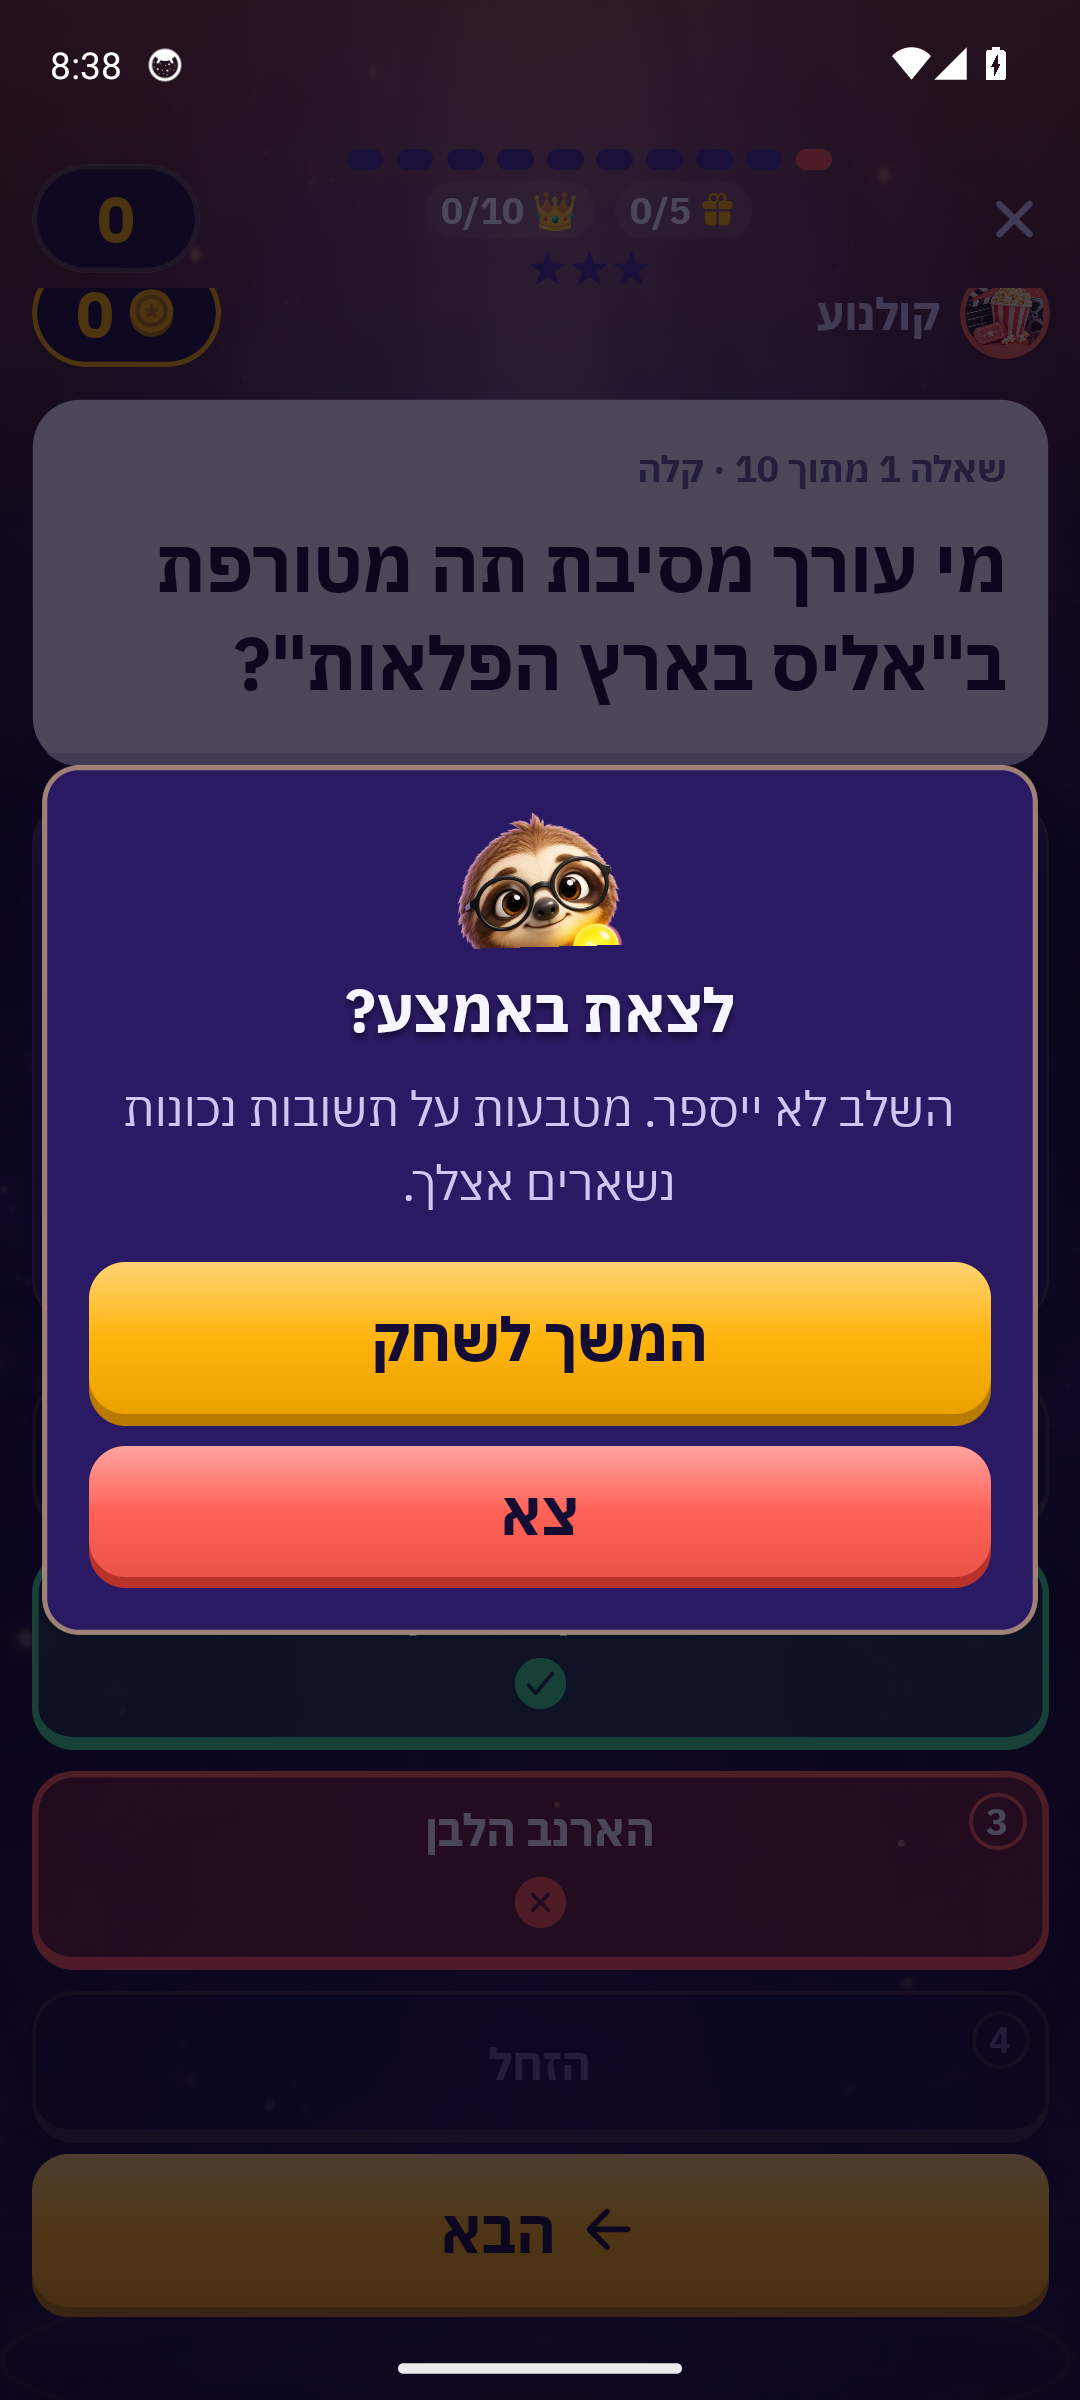 8:38
0
0/10
0/5
0
קולנוע
שאלה 1 מתוך 10 · קלה
מי עורך מסיבת תה מטורפת
ב"אליס בארץ הפלאות"?
לצאת באמצע?
השלב לא ייספר. מטבעות על תשובות נכונות
נשארים אצלך.
המשך לשחק
צא
3
הארנב הלבן
4
הזחל
הבא